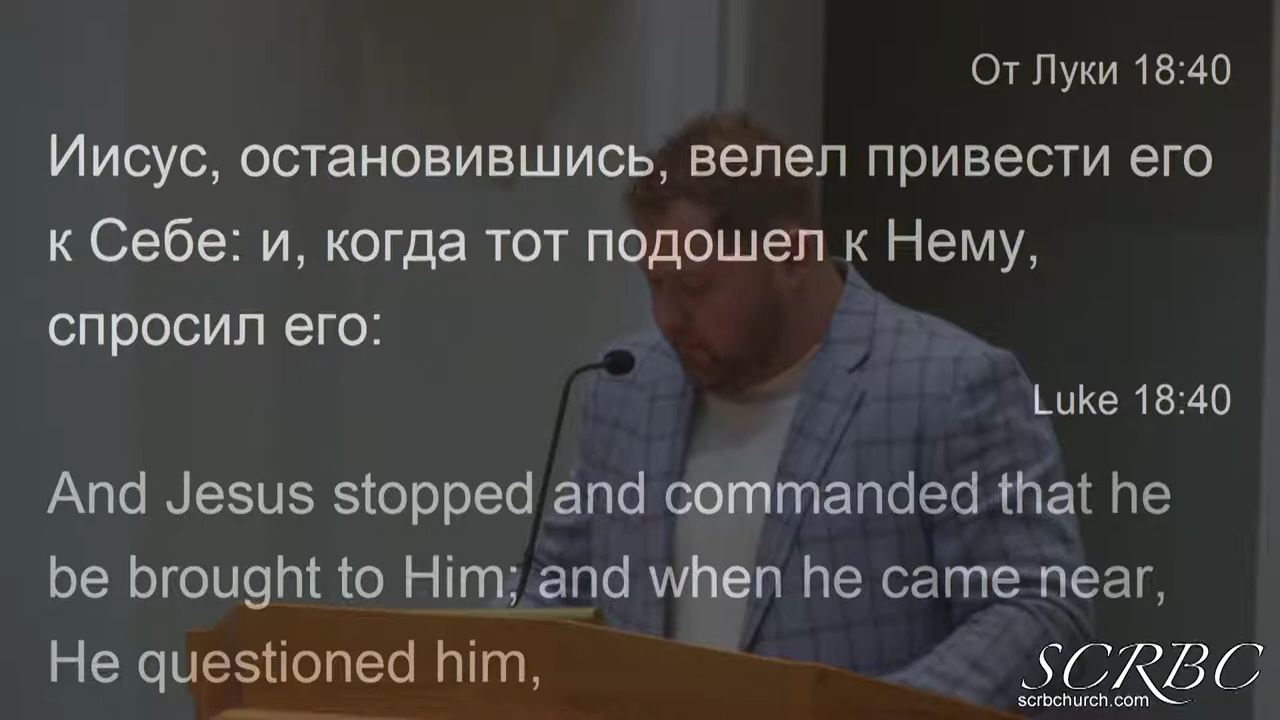 От Луки 18:40
Иисус, остановившись, велел привести его
к Себе: и, когда тот подошел к Нему,
спросил его:
Luke 18:40
And Jesus stopped and commanded that he
be brought to Him; and when he came near,
He questioned him,
SCRBC
scrbchurch.com